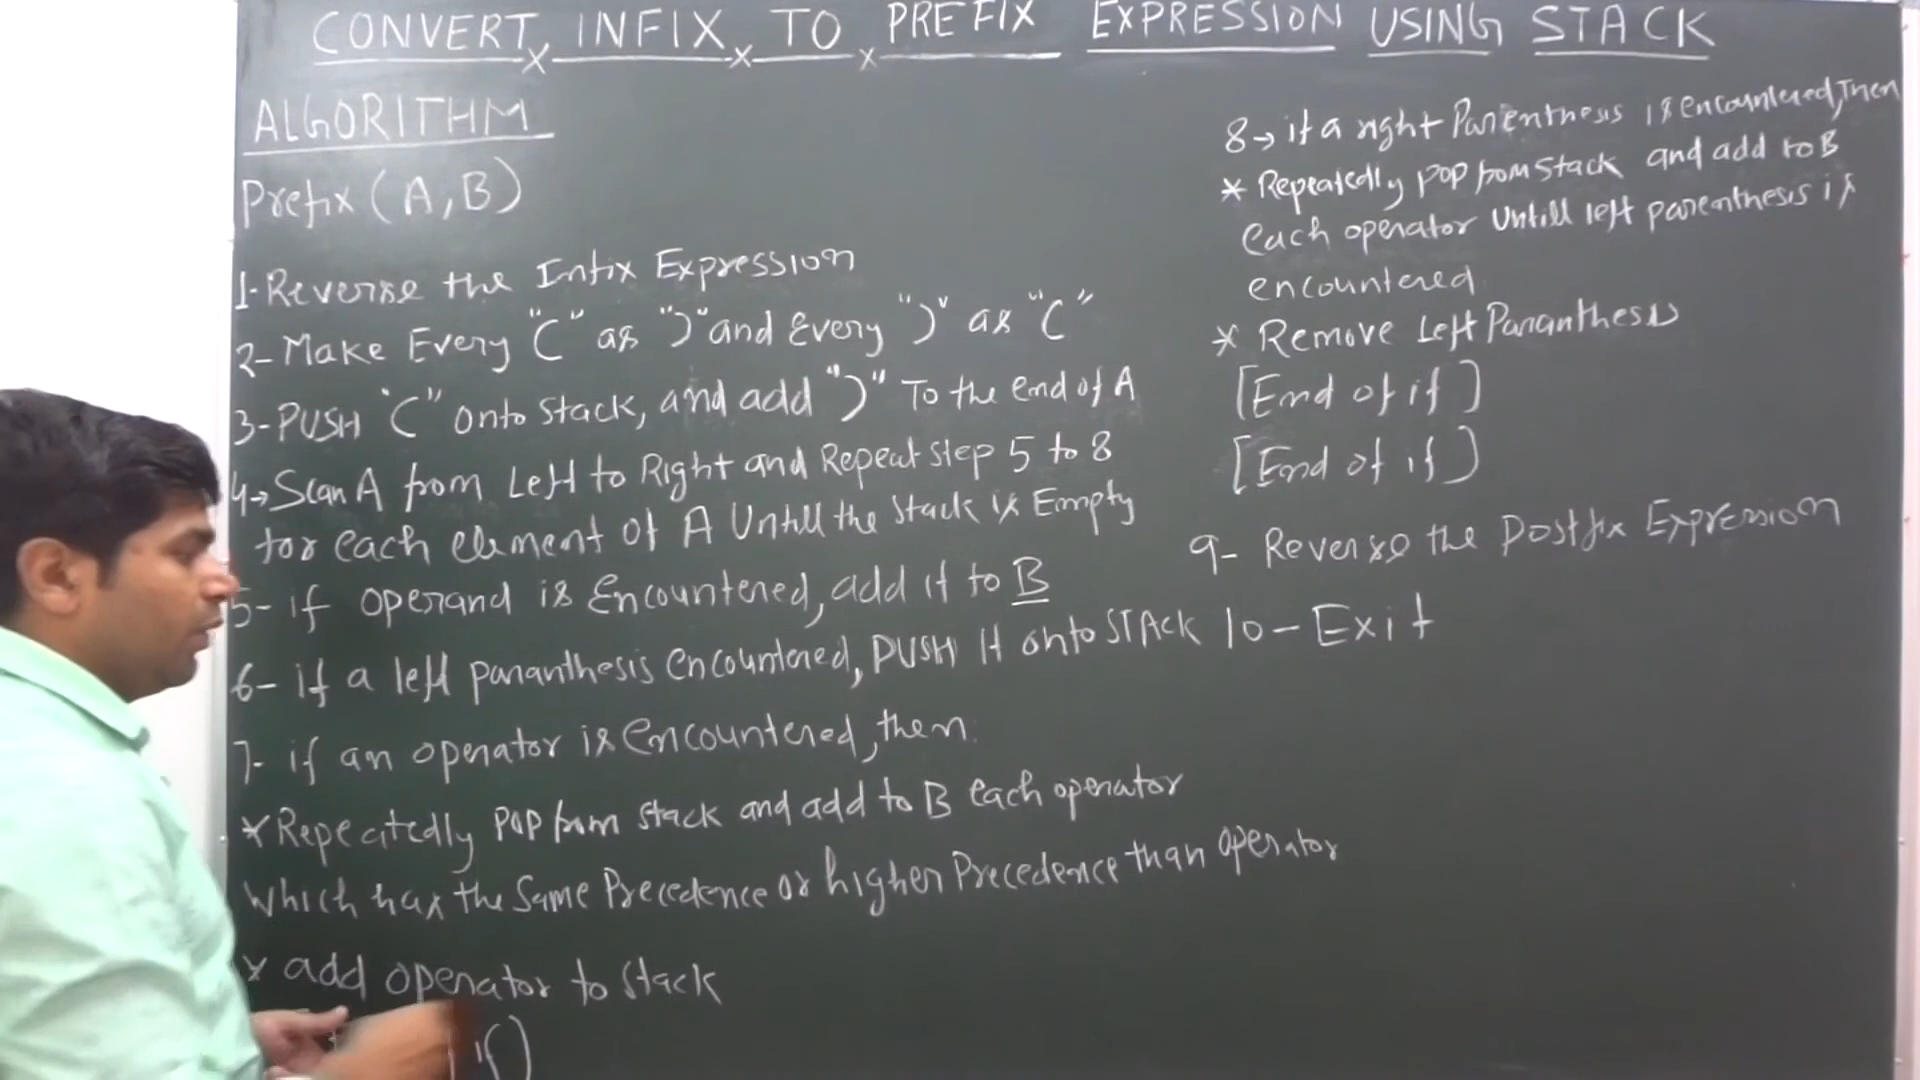 CONVERT INFIX TO PREFIX EXPRESSION USING STACK
ALGORITHM
Prefix (A,B)
1- Reverse the Infix Expression
2- Make Every "(" as ")" and Every ")" as "("
3- PUSH "(" onto Stack, and add ")" To the end of A
4→ Scan A from Left to Right and Repeat step 5 to 8
for each element of A Untill the Stack is Empty
5- if operand is Encountered, add it to B
6- if a left pananthesis encountered, PUSH it onto STACK
7- if an operator is encountered, then
* Repeatedly POP from stack and add to B each operator
Which has the Same Precedence or higher Precedence than operator
* add operator to Stack
if]
8→ if a right Parenthesis is encountered, Then
* Repeatedly POP from Stack and add to B
each operator Untill left parenthesis is
encountered
* Remove Left Pananthesis
[End of if]
[End of if]
9- Reverse the Postfix Expression
10- Exit